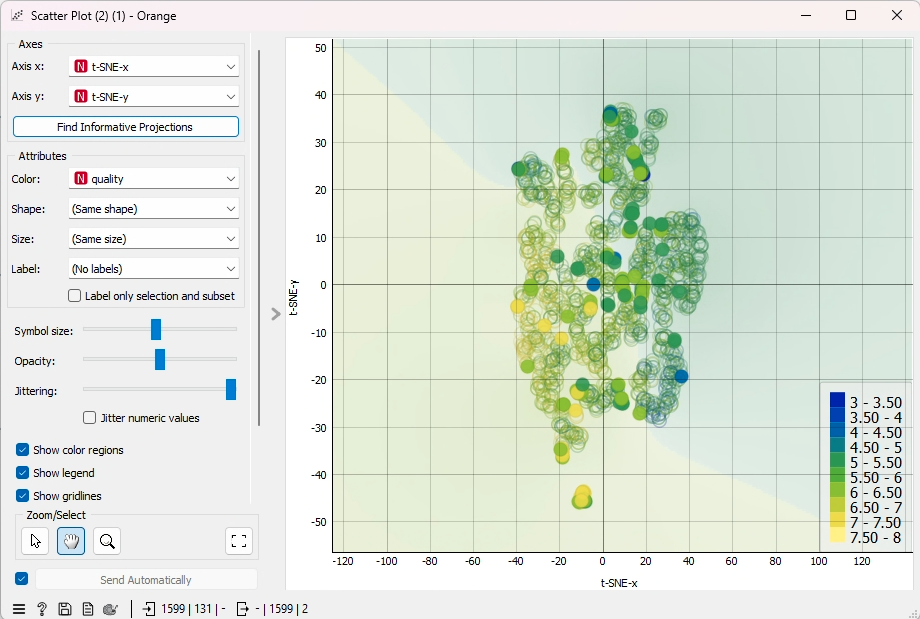 Scatter Plot (2) (1) - Orange
Axes
Axis x: N t-SNE-x
Axis y: N t-SNE-y
Find Informative Projections
Attributes
Color: N quality
Shape: (Same shape)
Size: (Same size)
Label: (No labels)
Label only selection and subset
Symbol size:
Opacity:
Jittering:
Jitter numeric values
Show color regions
Show legend
Show gridlines
Zoom/Select
Send Automatically
1599 | 131 | - - | 1599 | 2
t-SNE-y
50
40
30
20
10
0
-10
-20
-30
-40
-50
-120 -100 -80 -60 -40 -20 0 20 40 60 80 100 120
t-SNE-x
3 - 3.50
3.50 - 4
4 - 4.50
4.50 - 5
5 - 5.50
5.50 - 6
6 - 6.50
6.50 - 7
7 - 7.50
7.50 - 8